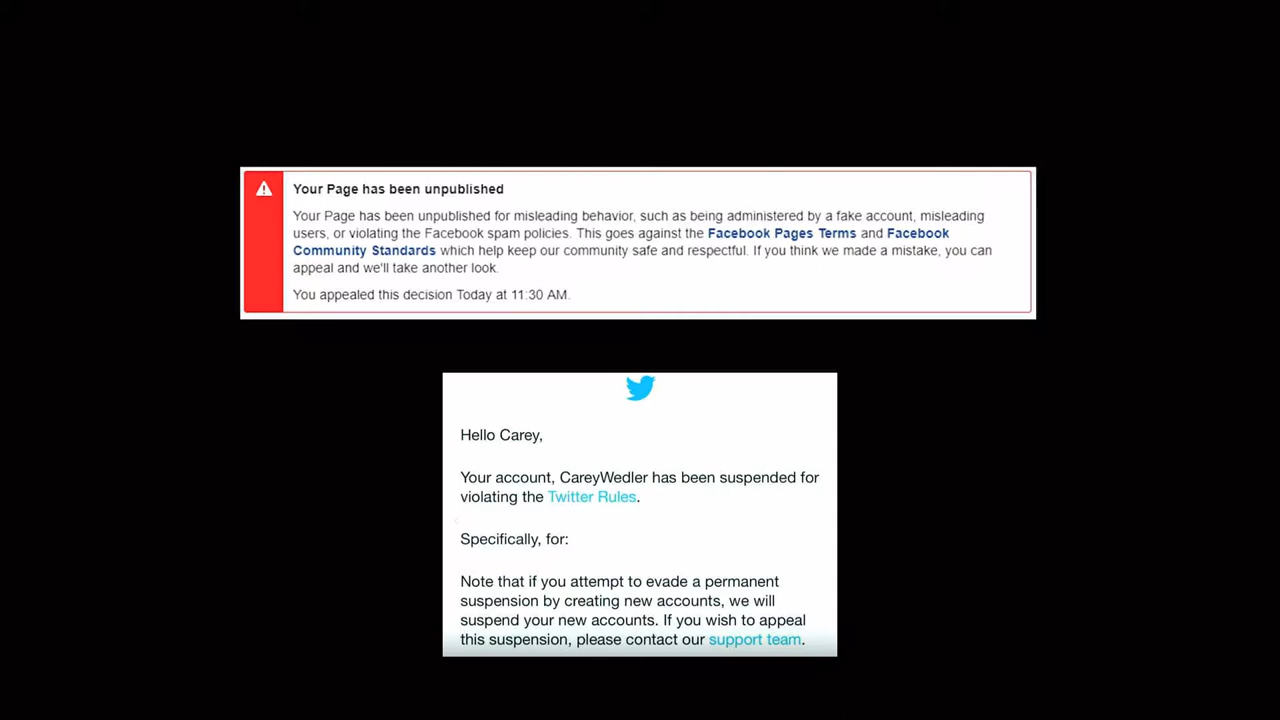 Your Page has been unpublished
Your Page has been unpublished for misleading behavior, such as being administered by a fake account, misleading
users, or violating the Facebook spam policies. This goes against the Facebook Pages Terms and Facebook
Community Standards which help keep our community safe and respectful. If you think we made a mistake, you can
appeal and we'll take another look.
You appealed this decision Today at 11:30 AM.
Hello Carey,
Your account, CareyWedler has been suspended for
violating the Twitter Rules.
Specifically, for:
Note that if you attempt to evade a permanent
suspension by creating new accounts, we will
suspend your new accounts. If you wish to appeal
this suspension, please contact our support team.